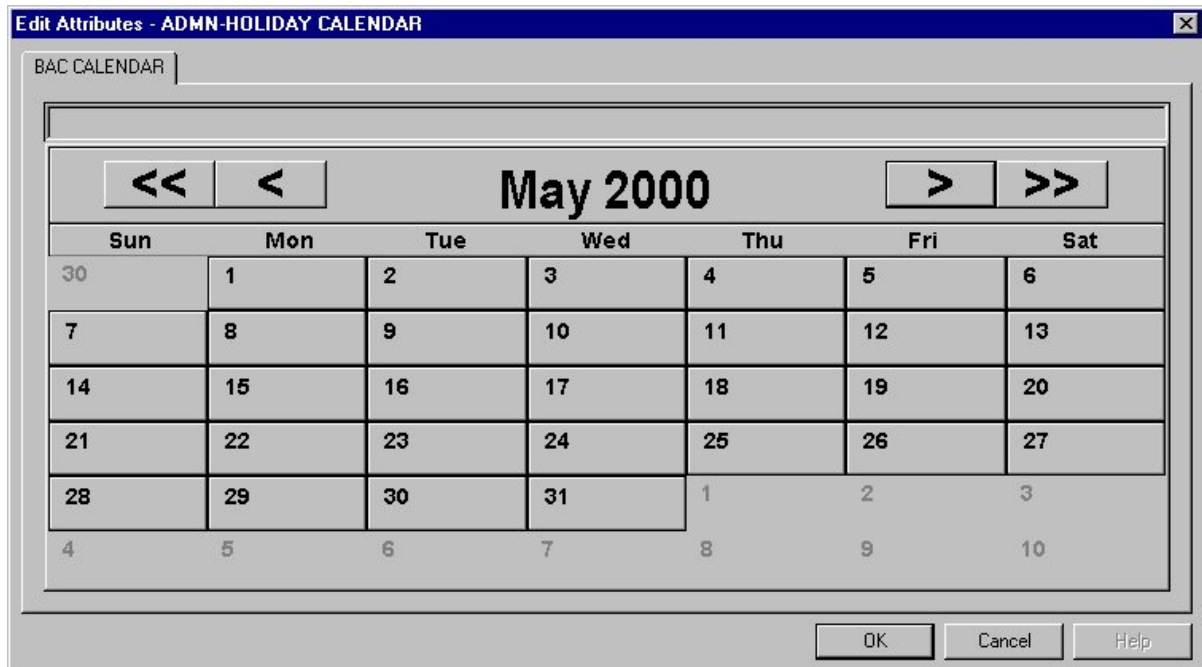 Edit Attributes - ADMN-HOLIDAY CALENDAR
BAC CALENDAR
<< < May 2000 > >>
Sun Mon Tue Wed Thu Fri Sat
30 1 2 3 4 5 6
7 8 9 10 11 12 13
14 15 16 17 18 19 20
21 22 23 24 25 26 27
28 29 30 31 1 2 3
4 5 6 7 8 9 10
OK Cancel Help